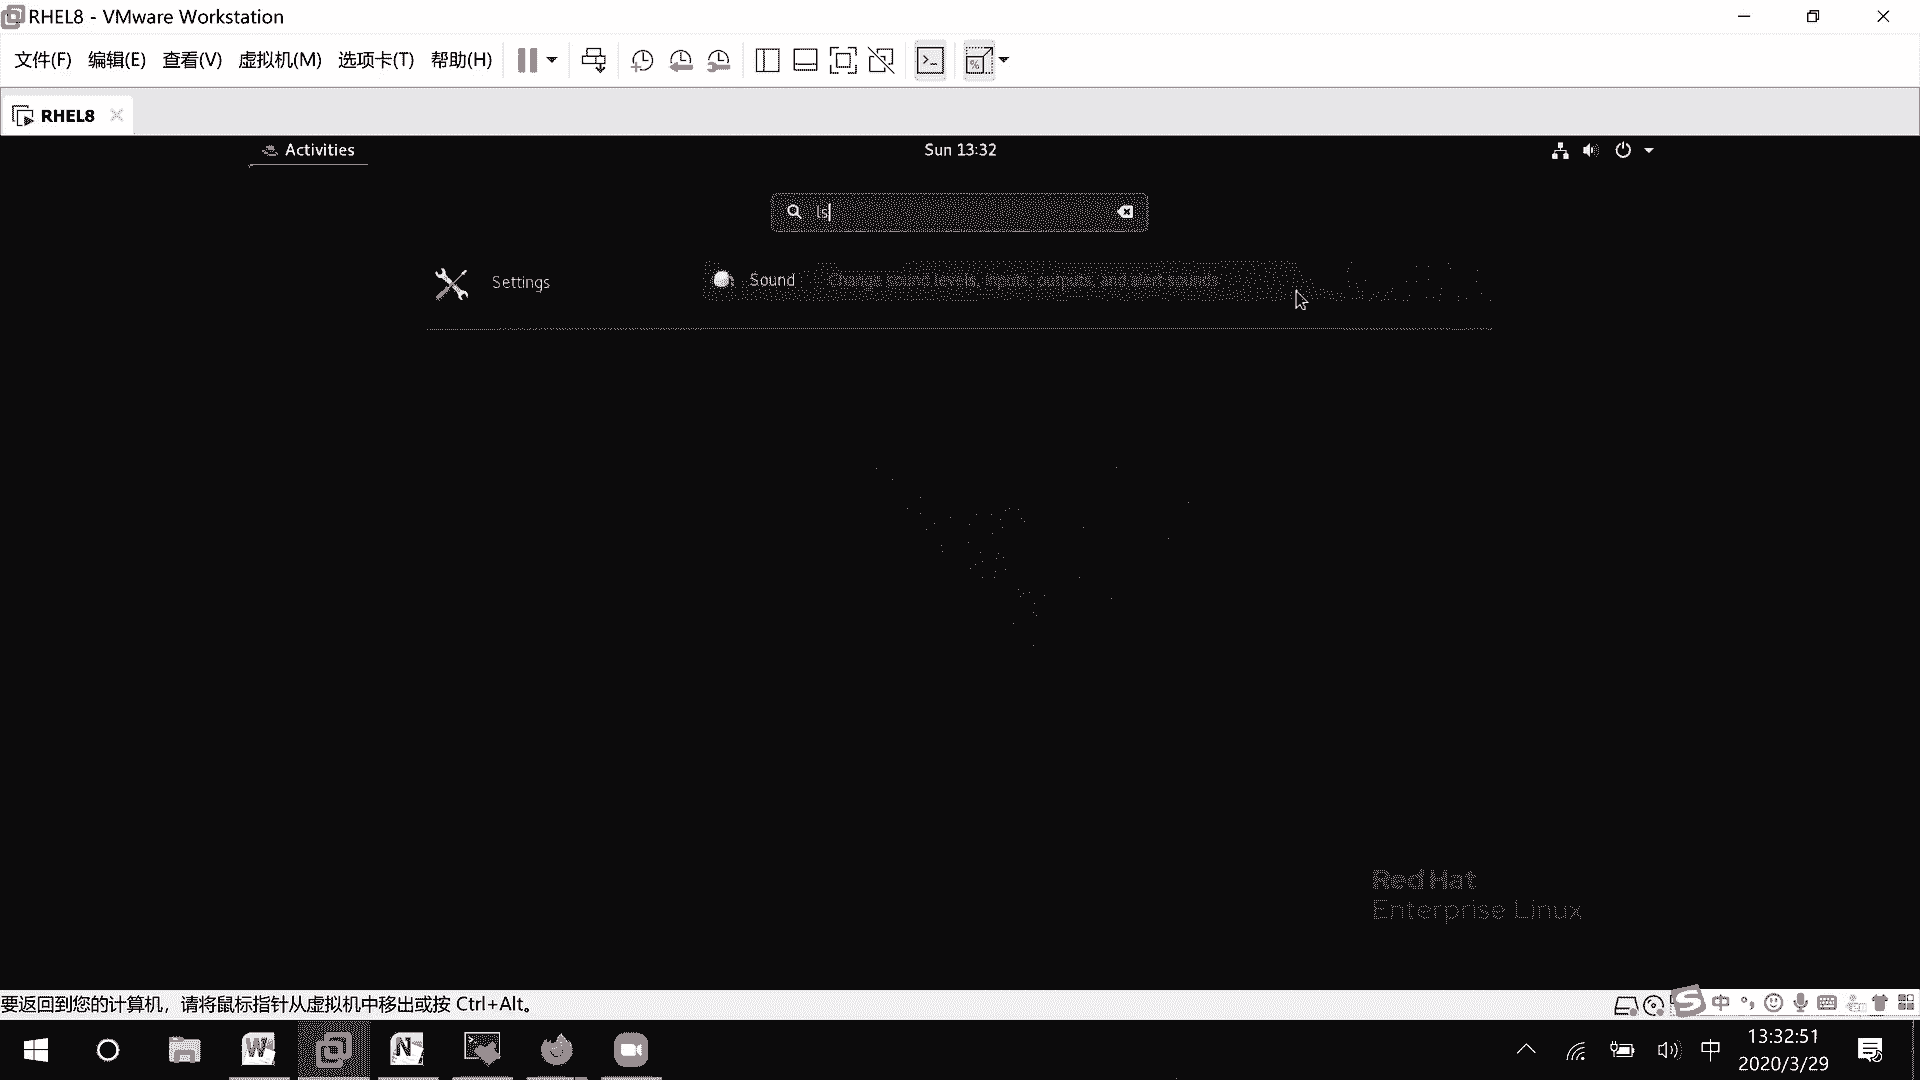 RHEL8 - VMware Workstation
文件(F) 编辑(E) 查看(V) 虚拟机(M) 选项卡(T) 帮助(H)
RHEL8
Activities
Sun 13:32
ls
Settings
Sound Change sound levels, inputs, outputs, and alert sounds
Red Hat
Enterprise Linux
要返回到您的计算机，请将鼠标指针从虚拟机中移出或按 Ctrl+Alt。
中
中
13:32:51
2020/3/29